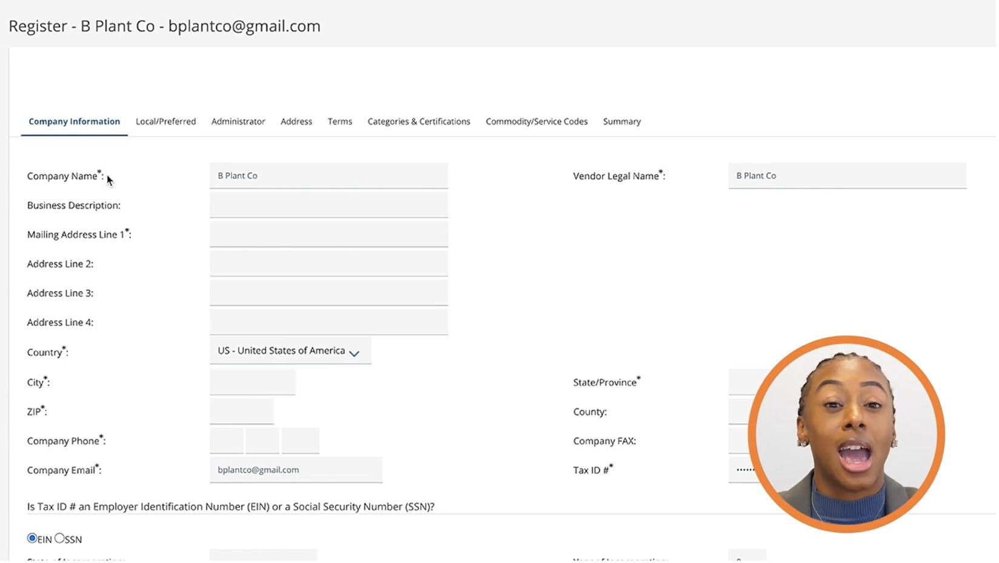 Register - B Plant Co - bplantco@gmail.com
Company Information Local/Preferred Administrator Address Terms Categories & Certifications Commodity/Service Codes Summary
Company Name*: B Plant Co Vendor Legal Name*: B Plant Co
Business Description:
Mailing Address Line 1*:
Address Line 2:
Address Line 3:
Address Line 4:
Country*: US - United States of America
City*: State/Province*
ZIP*: County:
Company Phone*: Company FAX:
Company Email*: bplantco@gmail.com Tax ID #* ••••••
Is Tax ID # an Employer Identification Number (EIN) or a Social Security Number (SSN)?
EIN SSN